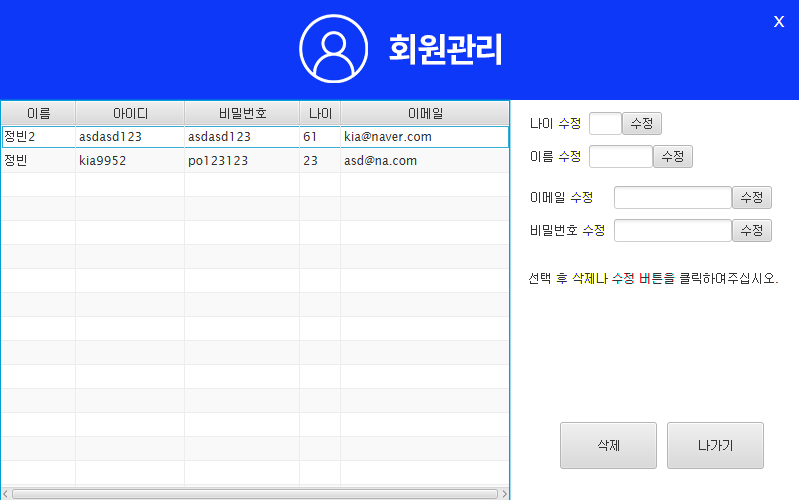 회원관리
X
이름 아이디 비밀번호 나이 이메일
정빈2 asdasd123 asdasd123 61 kia@naver.com
정빈 kia9952 po123123 23 asd@na.com
나이 수정 수정
이름 수정 수정
이메일 수정 수정
비밀번호 수정 수정
선택 후 삭제나 수정 버튼을 클릭하여주십시오.
삭제 나가기